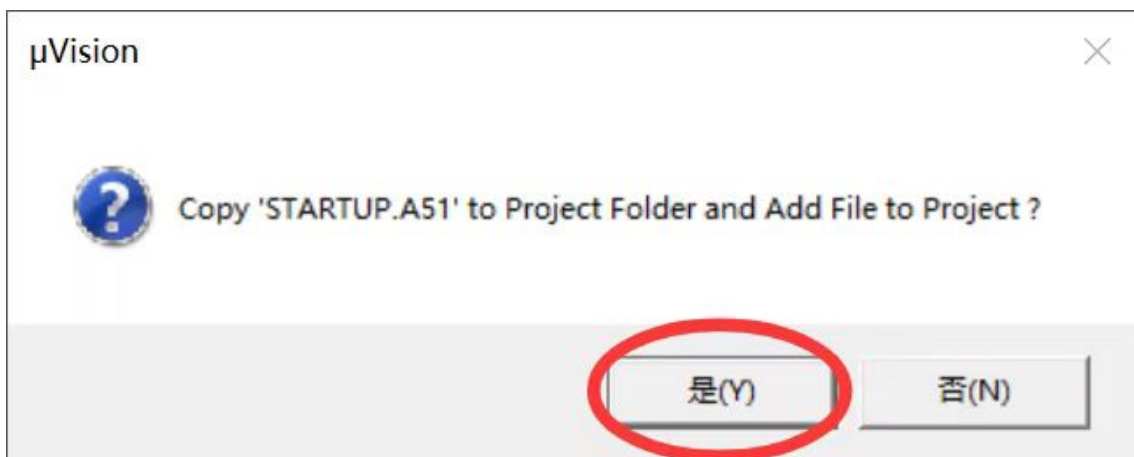 μVision
Copy 'STARTUP.A51' to Project Folder and Add File to Project ?
是(Y)
否(N)